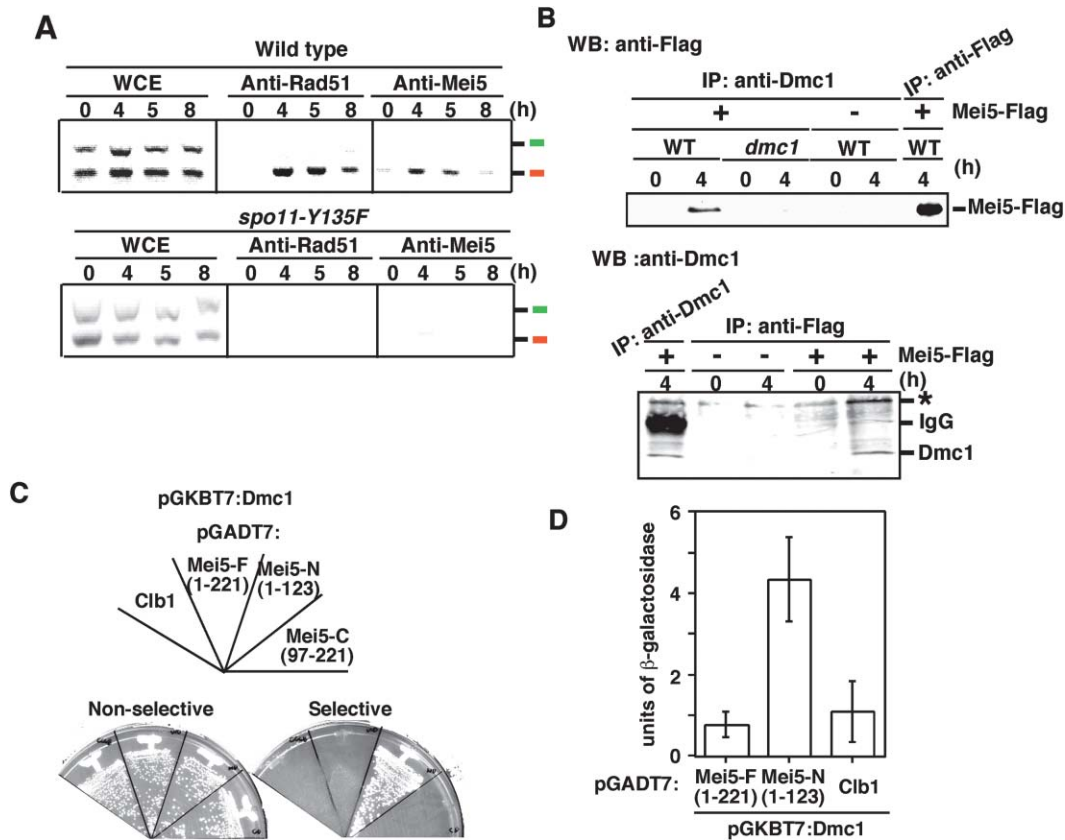 A
Wild type
WCE Anti-Rad51 Anti-Mei5
0 4 5 8 0 4 5 8 0 4 5 8 (h)
spo11-Y135F
WCE Anti-Rad51 Anti-Mei5
0 4 5 8 0 4 5 8 0 4 5 8 (h)
B
WB: anti-Flag
IP: anti-Dmc1 IP: anti-Flag
+ - + Mei5-Flag
WT dmc1 WT WT
0 4 0 4 0 4 4 (h)
Mei5-Flag
WB :anti-Dmc1
IP: anti-Dmc1 IP: anti-Flag
+ - - + + Mei5-Flag
4 0 4 0 4 (h)
*
IgG
Dmc1
C
pGKBT7:Dmc1
pGADT7:
Clb1
Mei5-F
(1-221)
Mei5-N
(1-123)
Mei5-C
(97-221)
Non-selective Selective
D
units of β-galactosidase
6
4
2
0
pGADT7: Mei5-F Mei5-N Clb1
(1-221) (1-123)
pGKBT7:Dmc1